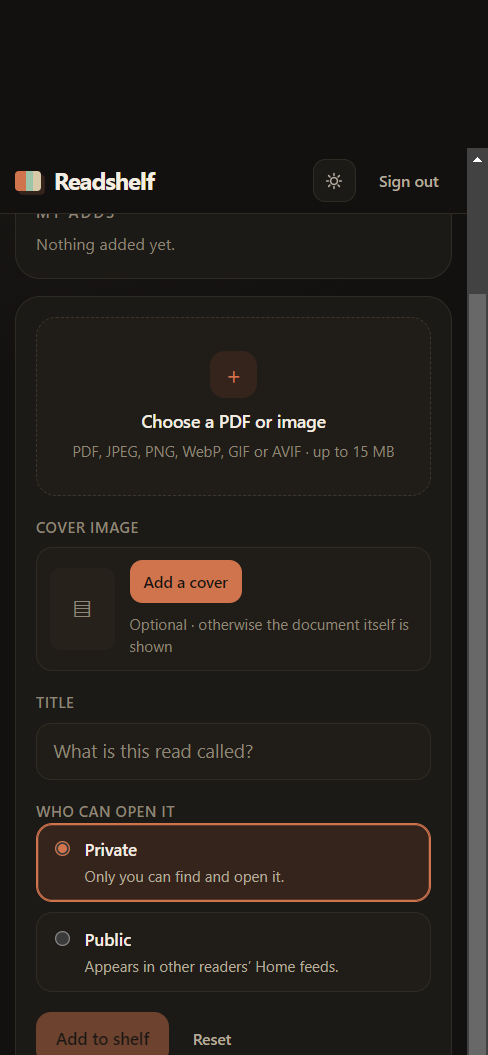 Readshelf
Sign out
MY ADDS
Nothing added yet.
+
Choose a PDF or image
PDF, JPEG, PNG, WebP, GIF or AVIF · up to 15 MB
COVER IMAGE
Add a cover
Optional · otherwise the document itself is
shown
TITLE
What is this read called?
WHO CAN OPEN IT
Private
Only you can find and open it.
Public
Appears in other readers’ Home feeds.
Add to shelf
Reset